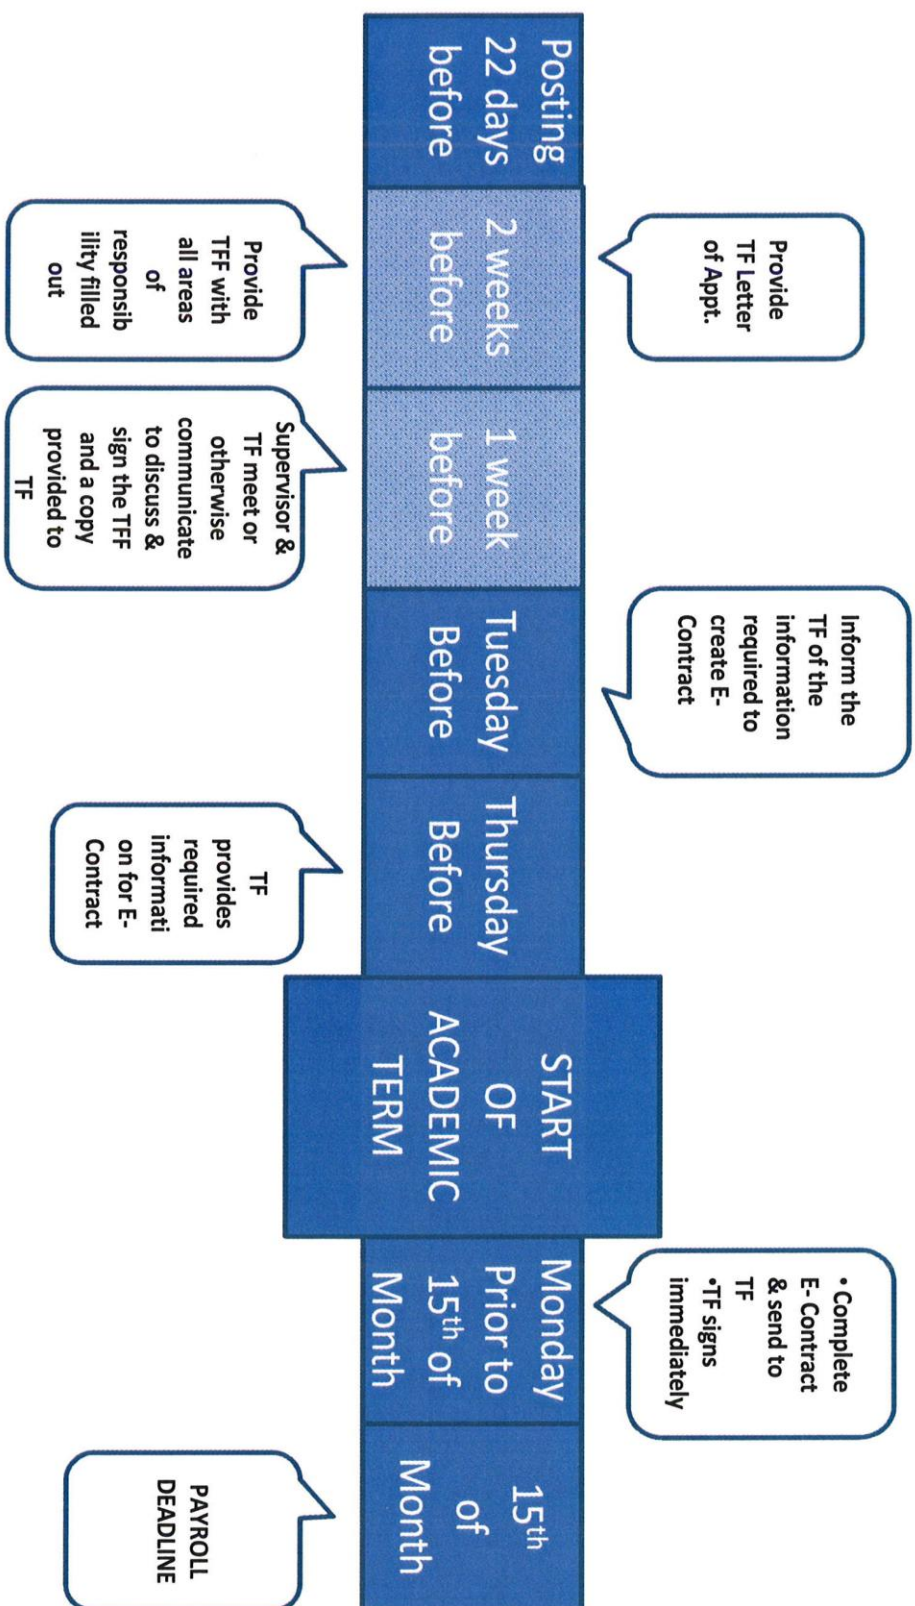 Provide
TF Letter
of Appt.
Inform the
TF of the
information
required to
create E-
Contract
• Complete
E- Contract
& send to
TF
•TF signs
immediately
Posting
22 days
before
2 weeks
before
1 week
before
Tuesday
Before
Thursday
Before
START
OF
ACADEMIC
TERM
Monday
Prior to
15th of
Month
15th
of
Month
Provide
TFF with
all areas
of
responsib
ility filled
out
Supervisor &
TF meet or
otherwise
communicate
to discuss &
sign the TFF
and a copy
provided to
TF
TF
provides
required
informati
on for E-
Contract
PAYROLL
DEADLINE